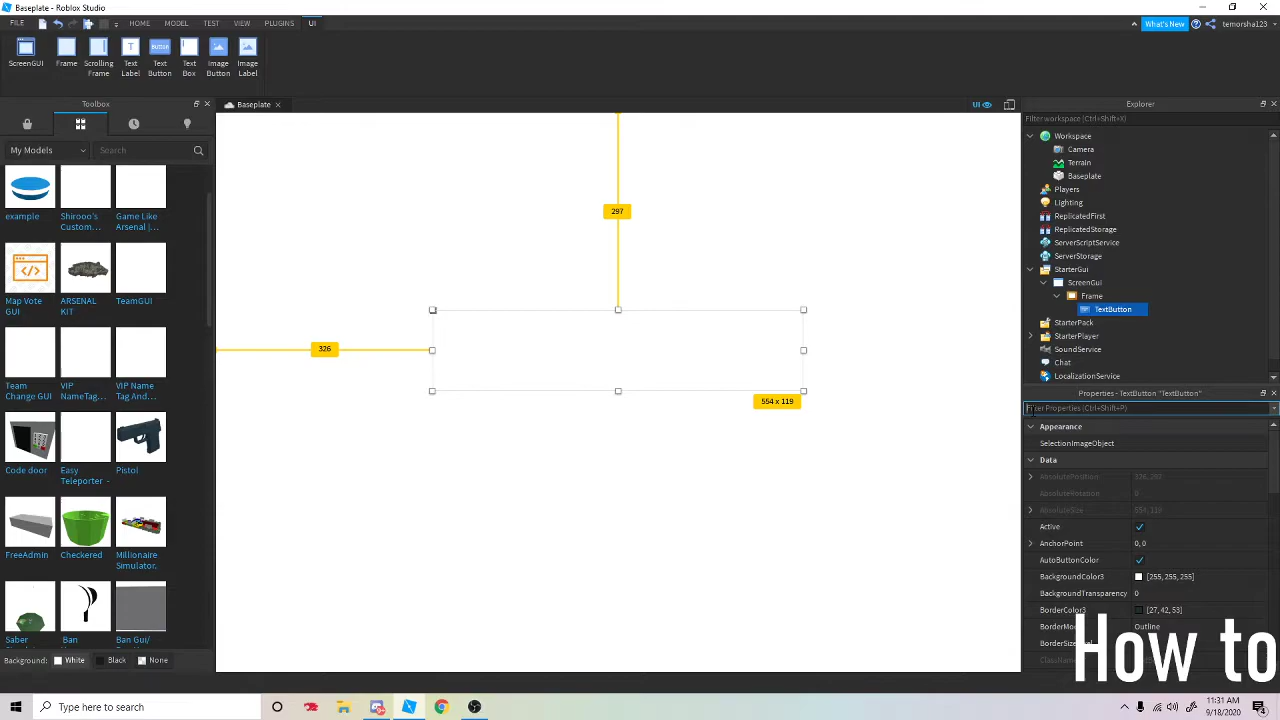 Baseplate - Roblox Studio
FILE HOME MODEL TEST VIEW PLUGINS UI What's New temorsha123
ScreenGUI Frame Scrolling Frame Text Label Text Button Text Box Image Button Image Label
Toolbox
Baseplate
UI
Explorer
Filter workspace (Ctrl+Shift+X)
My Models Search
example Shirooo's Custom... Game Like Arsenal |...
Map Vote GUI ARSENAL KIT TeamGUI
Team Change GUI VIP NameTag... VIP Name Tag And...
Code door Easy Teleporter - Pistol
FreeAdmin Checkered Millionaire Simulator.
Saber Ban Ban Gui/
Background: White Black None
297
326
554 x 119
Workspace
Camera
Terrain
Baseplate
Players
Lighting
ReplicatedFirst
ReplicatedStorage
ServerScriptService
ServerStorage
StarterGui
ScreenGui
Frame
TextButton
StarterPack
StarterPlayer
SoundService
Chat
LocalizationService
Properties - TextButton "TextButton"
Filter Properties (Ctrl+Shift+P)
Appearance
SelectionImageObject
Data
AbsolutePosition 326, 292
AbsoluteRotation 0
AbsoluteSize 554, 119
Active
AnchorPoint 0, 0
AutoButtonColor
BackgroundColor3 [255, 255, 255]
BackgroundTransparency 0
BorderColor3 [27, 42, 53]
Outline
How to
Type here to search
11:31 AM
9/18/2020